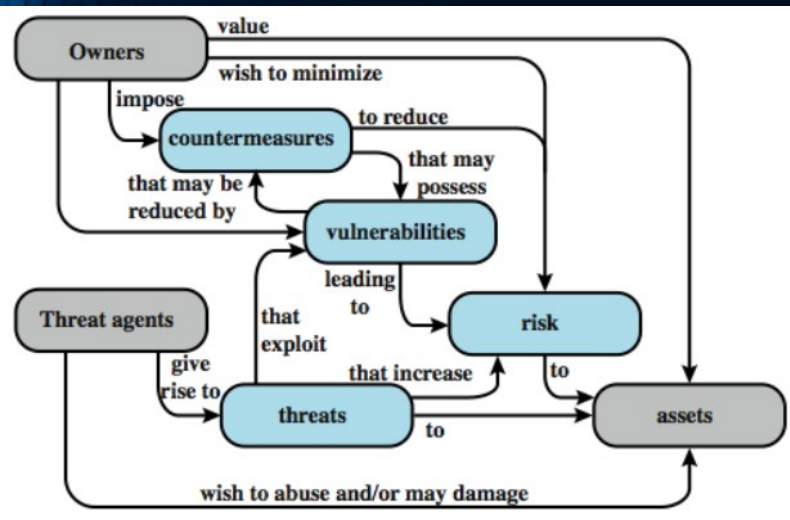 value
Owners
wish to minimize
impose
to reduce
countermeasures
that may
possess
that may be
reduced by
vulnerabilities
leading
to
Threat agents
that
exploit
risk
give
rise to
that increase
to
threats
to
assets
wish to abuse and/or may damage